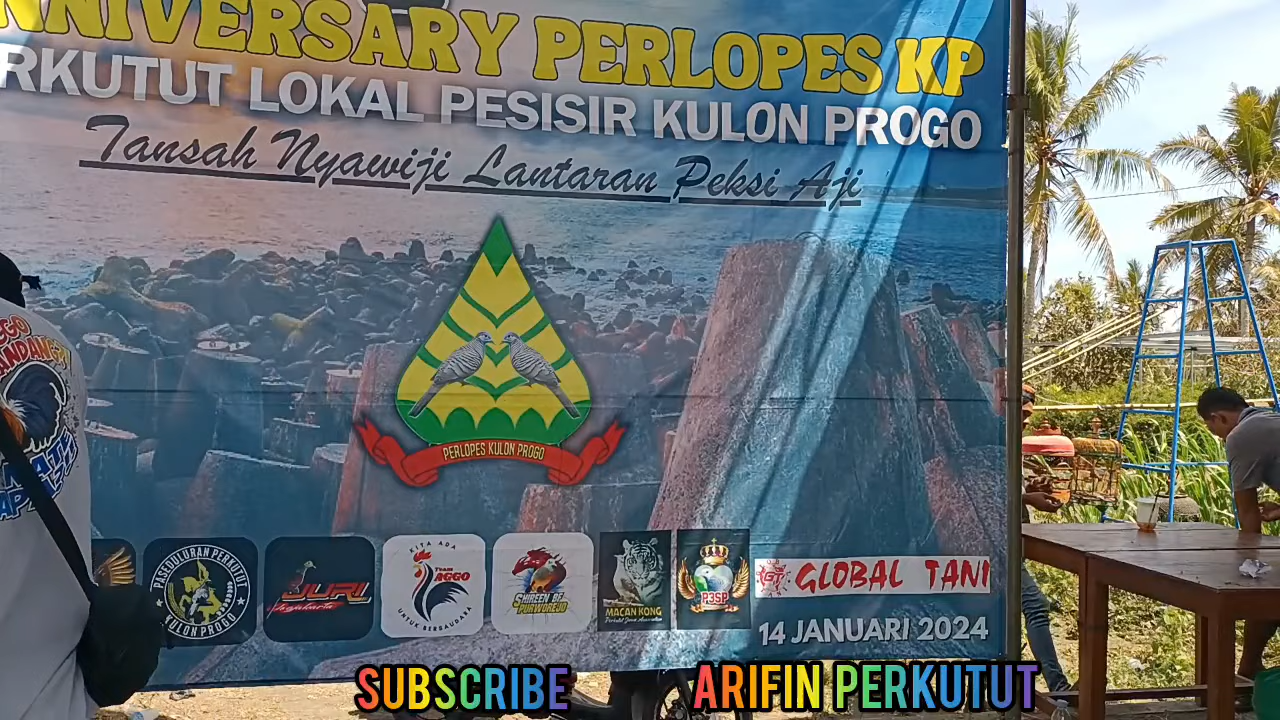 NNIVERSARY PERLOPES KP
RKUTUT LOKAL PESISIR KULON PROGO
Tansah Nyawiji Lantaran Peksi Aji
PERLOPES KULON PROGO
PASEDULURAN PERKUTUT
KULON PROGO
JURI
Yogyakarta
KITA ADA
Team AGGO
UNTUK BERSAUDARA
SHIREEN OF
PURWOREJO
MACAN KONG
P3SP
GT
GLOBAL TANI
14 JANUARI 2024
SUBSCRIBE ARIFIN PERKUTUT